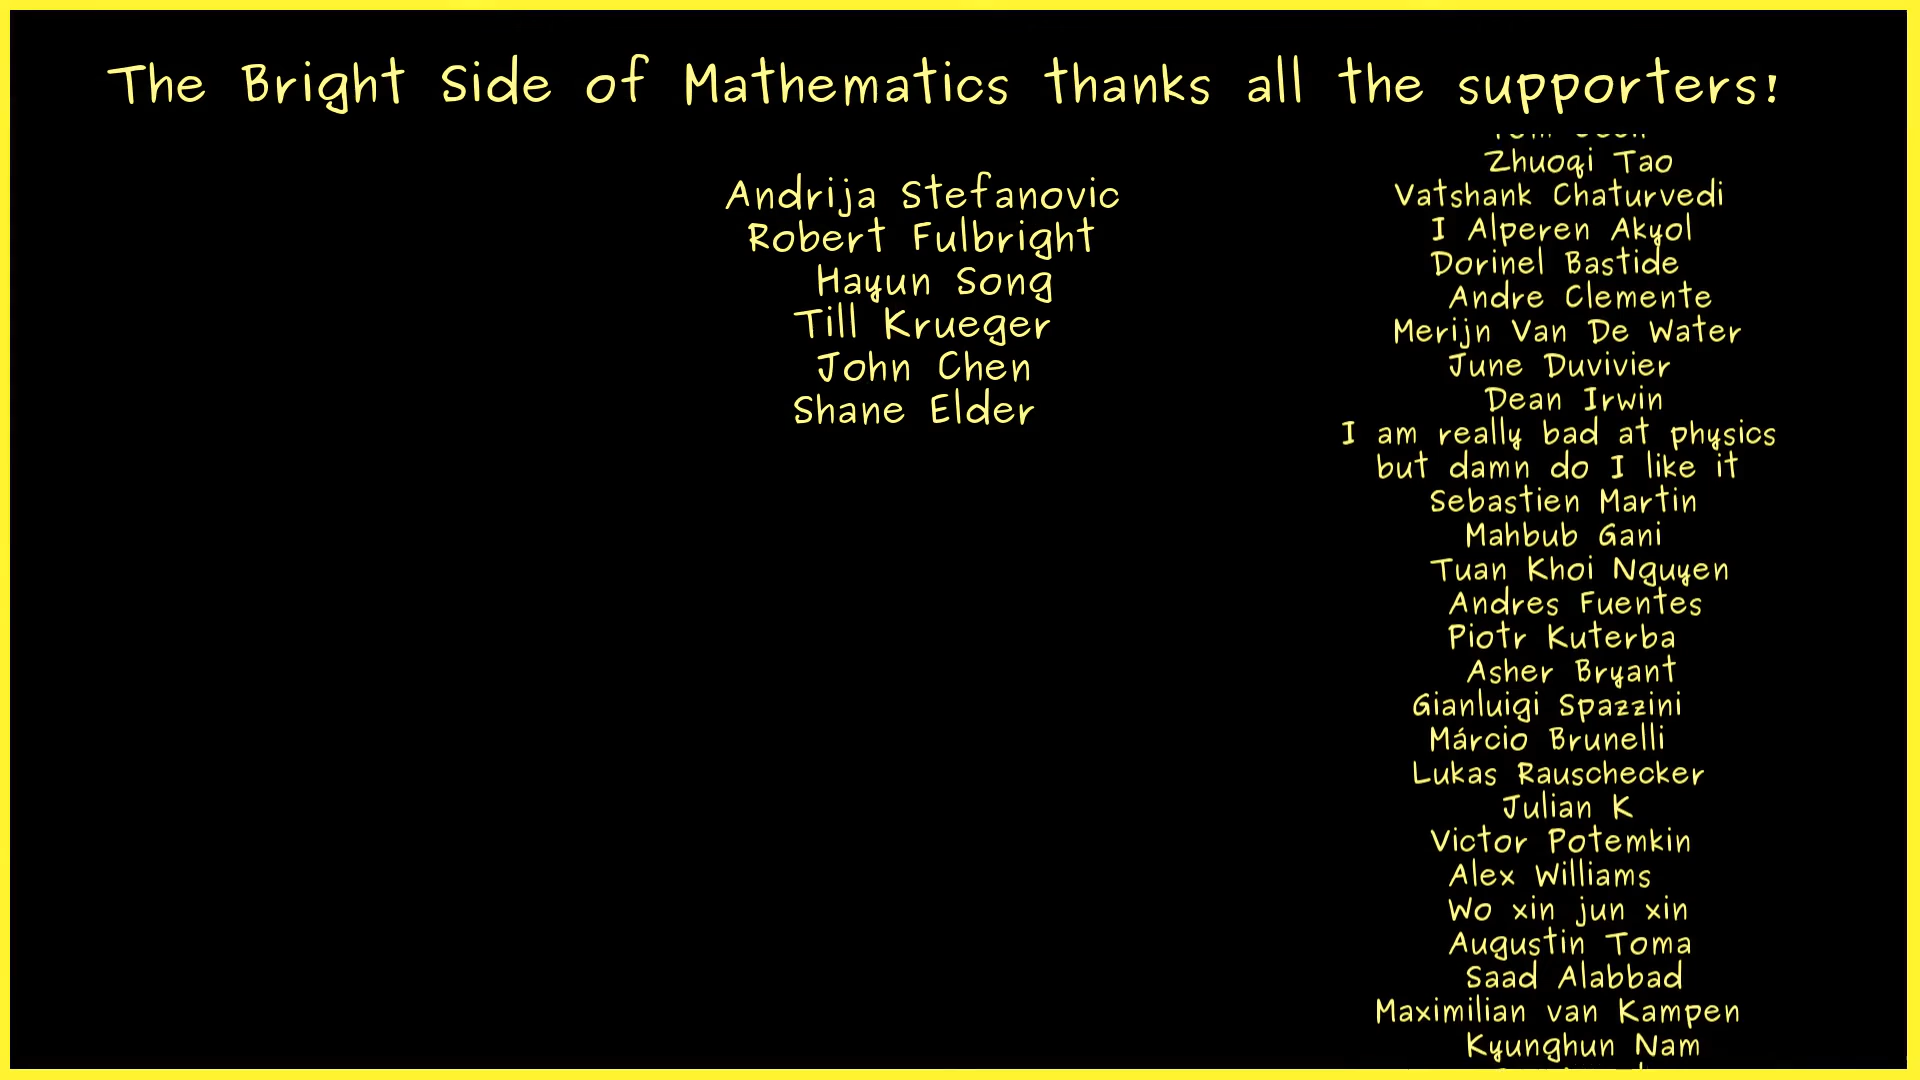 The Bright Side of Mathematics thanks all the supporters!
Andrija Stefanovic
Robert Fulbright
Hayun Song
Till Krueger
John Chen
Shane Elder
Zhuoqi Tao
Vatshank Chaturvedi
I Alperen Akyol
Dorinel Bastide
Andre Clemente
Merijn Van De Water
June Duvivier
Dean Irwin
I am really bad at physics
but damn do I like it
Sebastien Martin
Mahbub Gani
Tuan Khoi Nguyen
Andres Fuentes
Piotr Kuterba
Asher Bryant
Gianluigi Spazzini
Márcio Brunelli
Lukas Rauschecker
Julian K
Victor Potemkin
Alex Williams
Wo xin jun xin
Augustin Toma
Saad Alabbad
Maximilian van Kampen
Kyunghun Nam